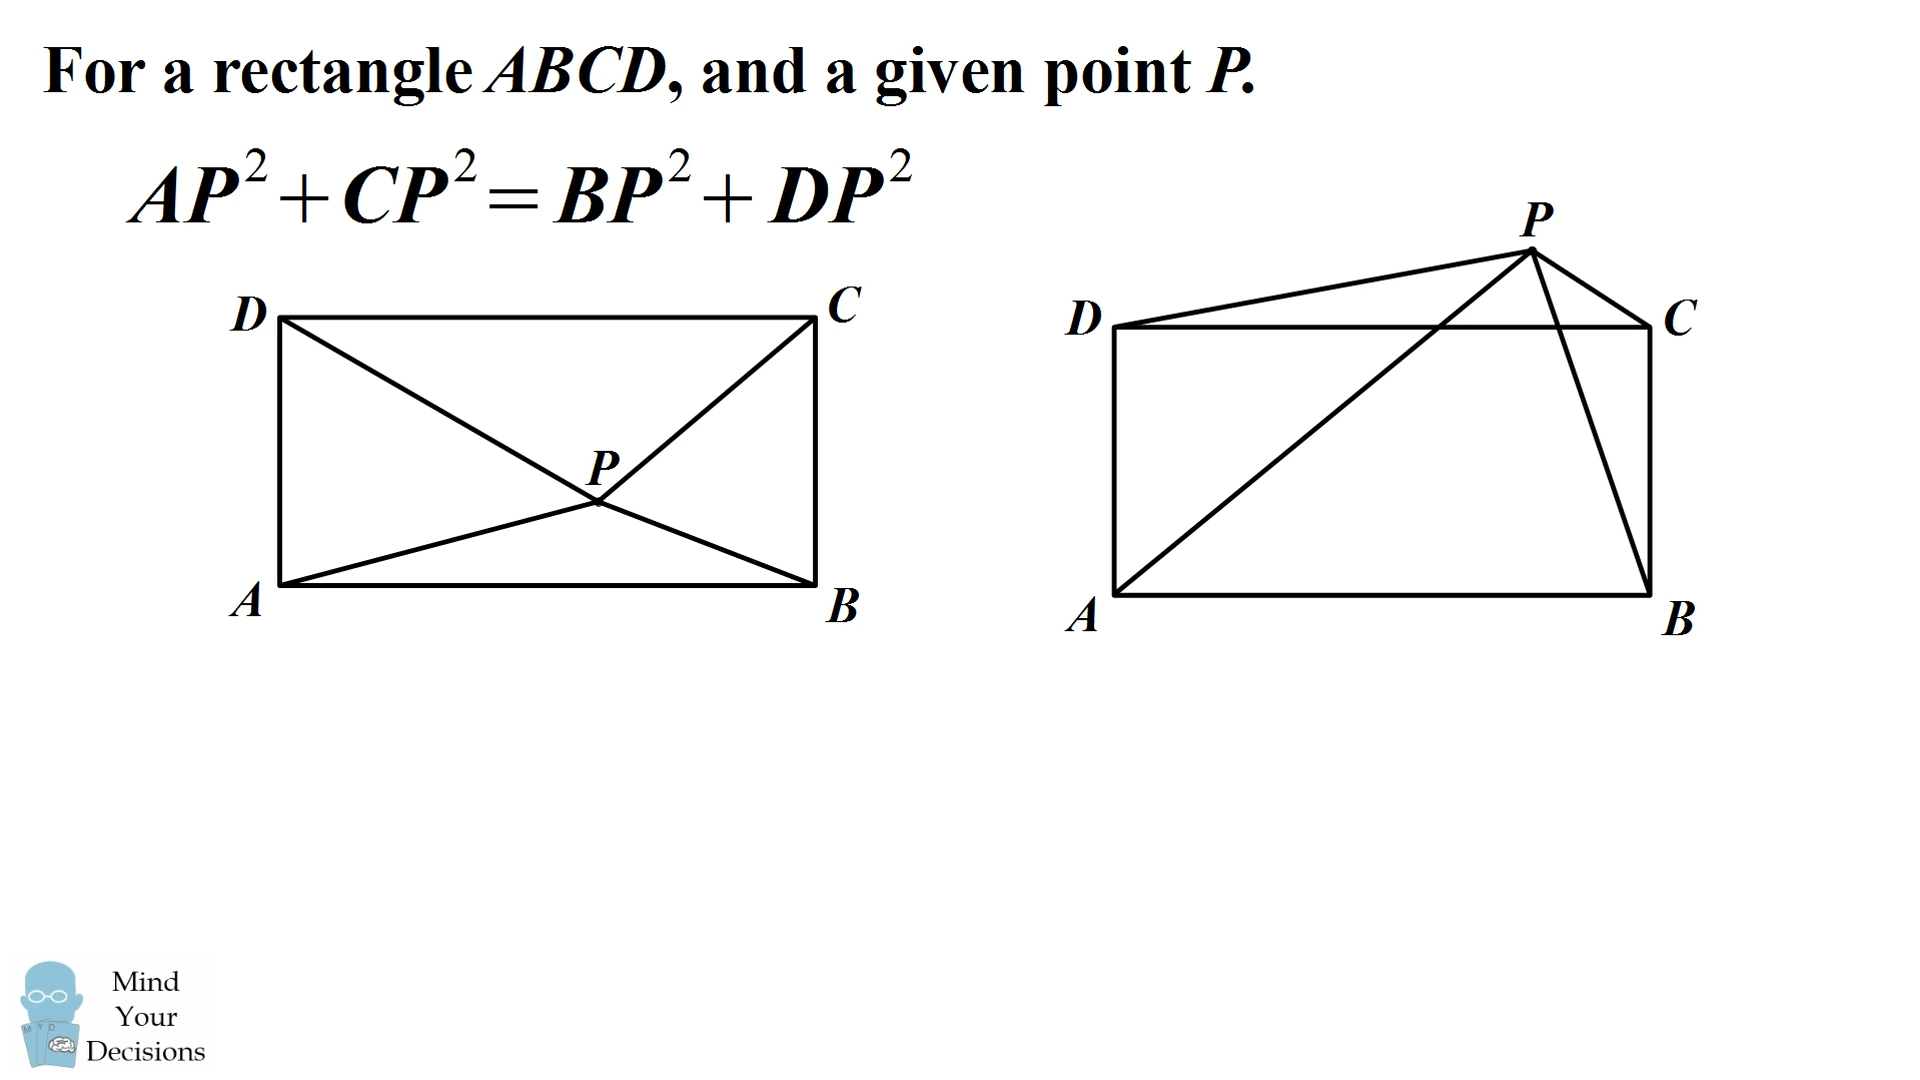 For a rectangle ABCD, and a given point P.
AP² + CP² = BP² + DP²
D
C
P
A
B
P
D
C
A
B
M Y D
Mind
Your
Decisions